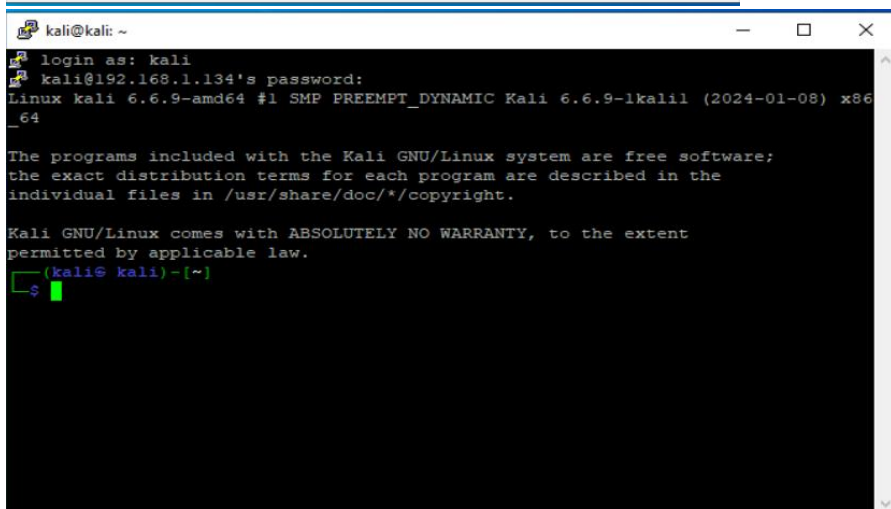 kali@kali: ~
login as: kali
kali@192.168.1.134's password:
Linux kali 6.6.9-amd64 #1 SMP PREEMPT_DYNAMIC Kali 6.6.9-1kali1 (2024-01-08) x86
_64
The programs included with the Kali GNU/Linux system are free software;
the exact distribution terms for each program are described in the
individual files in /usr/share/doc/*/copyright.
Kali GNU/Linux comes with ABSOLUTELY NO WARRANTY, to the extent
permitted by applicable law.
┌──(kali㉿ kali)-[~]
└─$